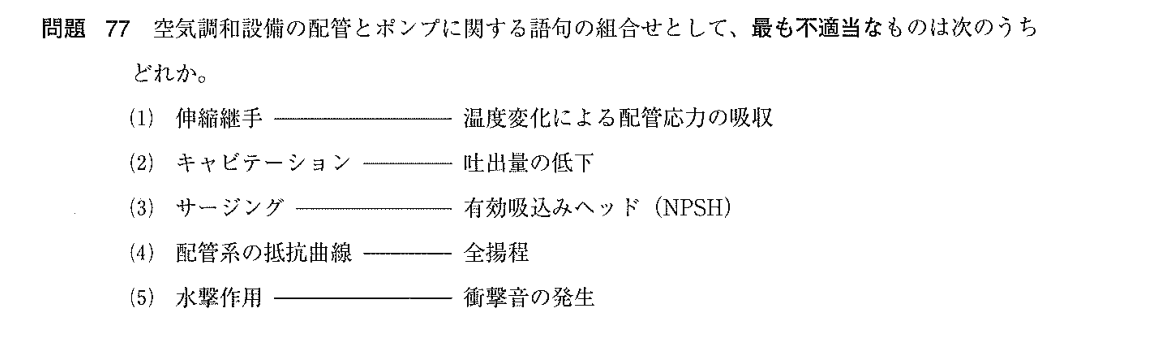 問題 77 空気調和設備の配管とポンプに関する語句の組合せとして、最も不適当なものは次のうち
どれか。
(1) 伸縮継手 ———————— 温度変化による配管応力の吸収
(2) キャビテーション ———— 吐出量の低下
(3) サージング ——————— 有効吸込みヘッド（NPSH）
(4) 配管系の抵抗曲線 ———— 全揚程
(5) 水撃作用 ———————— 衝撃音の発生